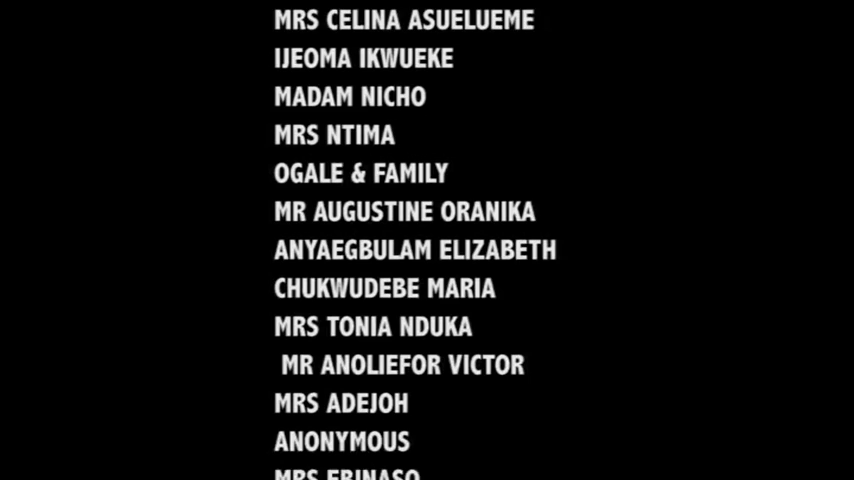 MRS CELINA ASUELUEME
IJEOMA IKWUEKE
MADAM NICHO
MRS NTIMA
OGALE & FAMILY
MR AUGUSTINE ORANIKA
ANYAEGBULAM ELIZABETH
CHUKWUDEBE MARIA
MRS TONIA NDUKA
MR ANOLIEFOR VICTOR
MRS ADEJOH
ANONYMOUS
MRS